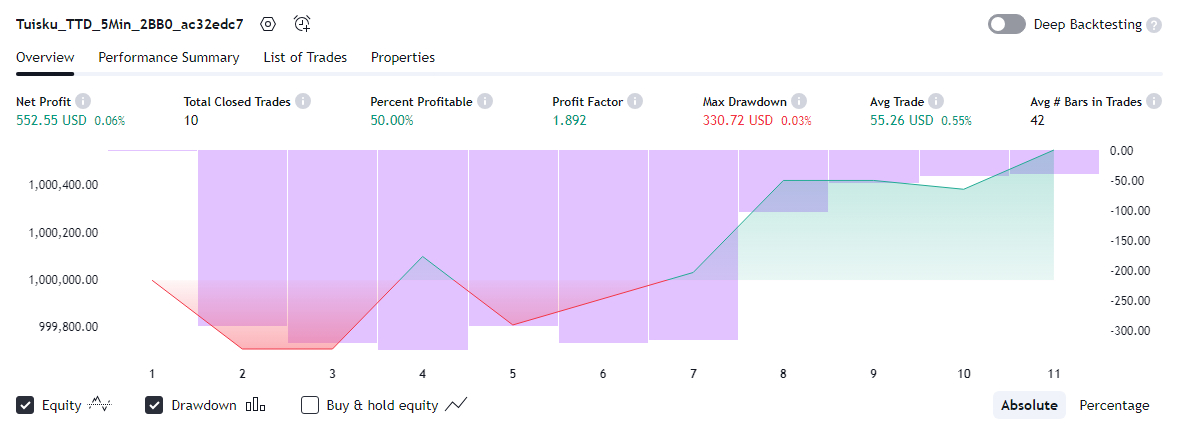 Tuisku_TTD_5Min_2BB0_ac32edc7 Deep Backtesting ?
Overview Performance Summary List of Trades Properties
Net Profit i Total Closed Trades i Percent Profitable i Profit Factor i Max Drawdown i Avg Trade i Avg # Bars in Trades i
552.55 USD 0.06% 10 50.00% 1.892 330.72 USD 0.03% 55.26 USD 0.55% 42
0.00
1,000,400.00 -50.00
-100.00
1,000,200.00 -150.00
1,000,000.00 -200.00
-250.00
999,800.00 -300.00
1 2 3 4 5 6 7 8 9 10 11
Equity Drawdown Buy & hold equity Absolute Percentage